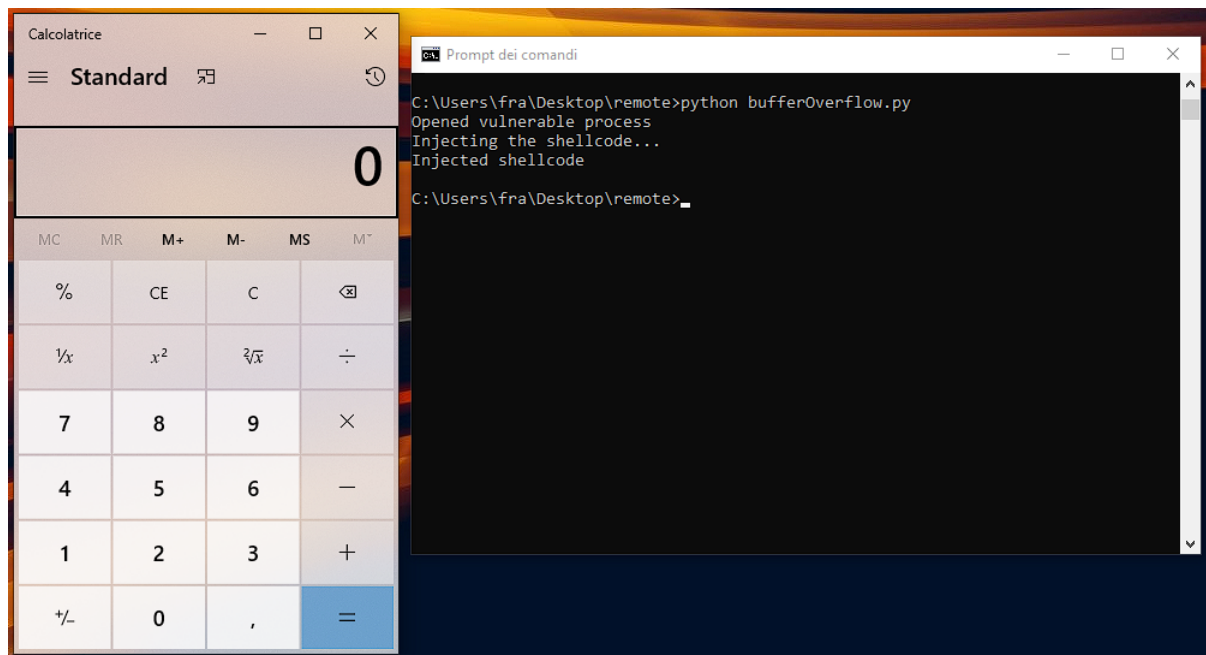 Calcolatrice
Standard
0
MC MR M+ M- MS M˅
% CE C
¹/x x² ²√x ÷
7 8 9 ×
4 5 6 −
1 2 3 +
+/− 0 , =
Prompt dei comandi
C:\Users\fra\Desktop\remote>python bufferOverflow.py
Opened vulnerable process
Injecting the shellcode...
Injected shellcode
C:\Users\fra\Desktop\remote>